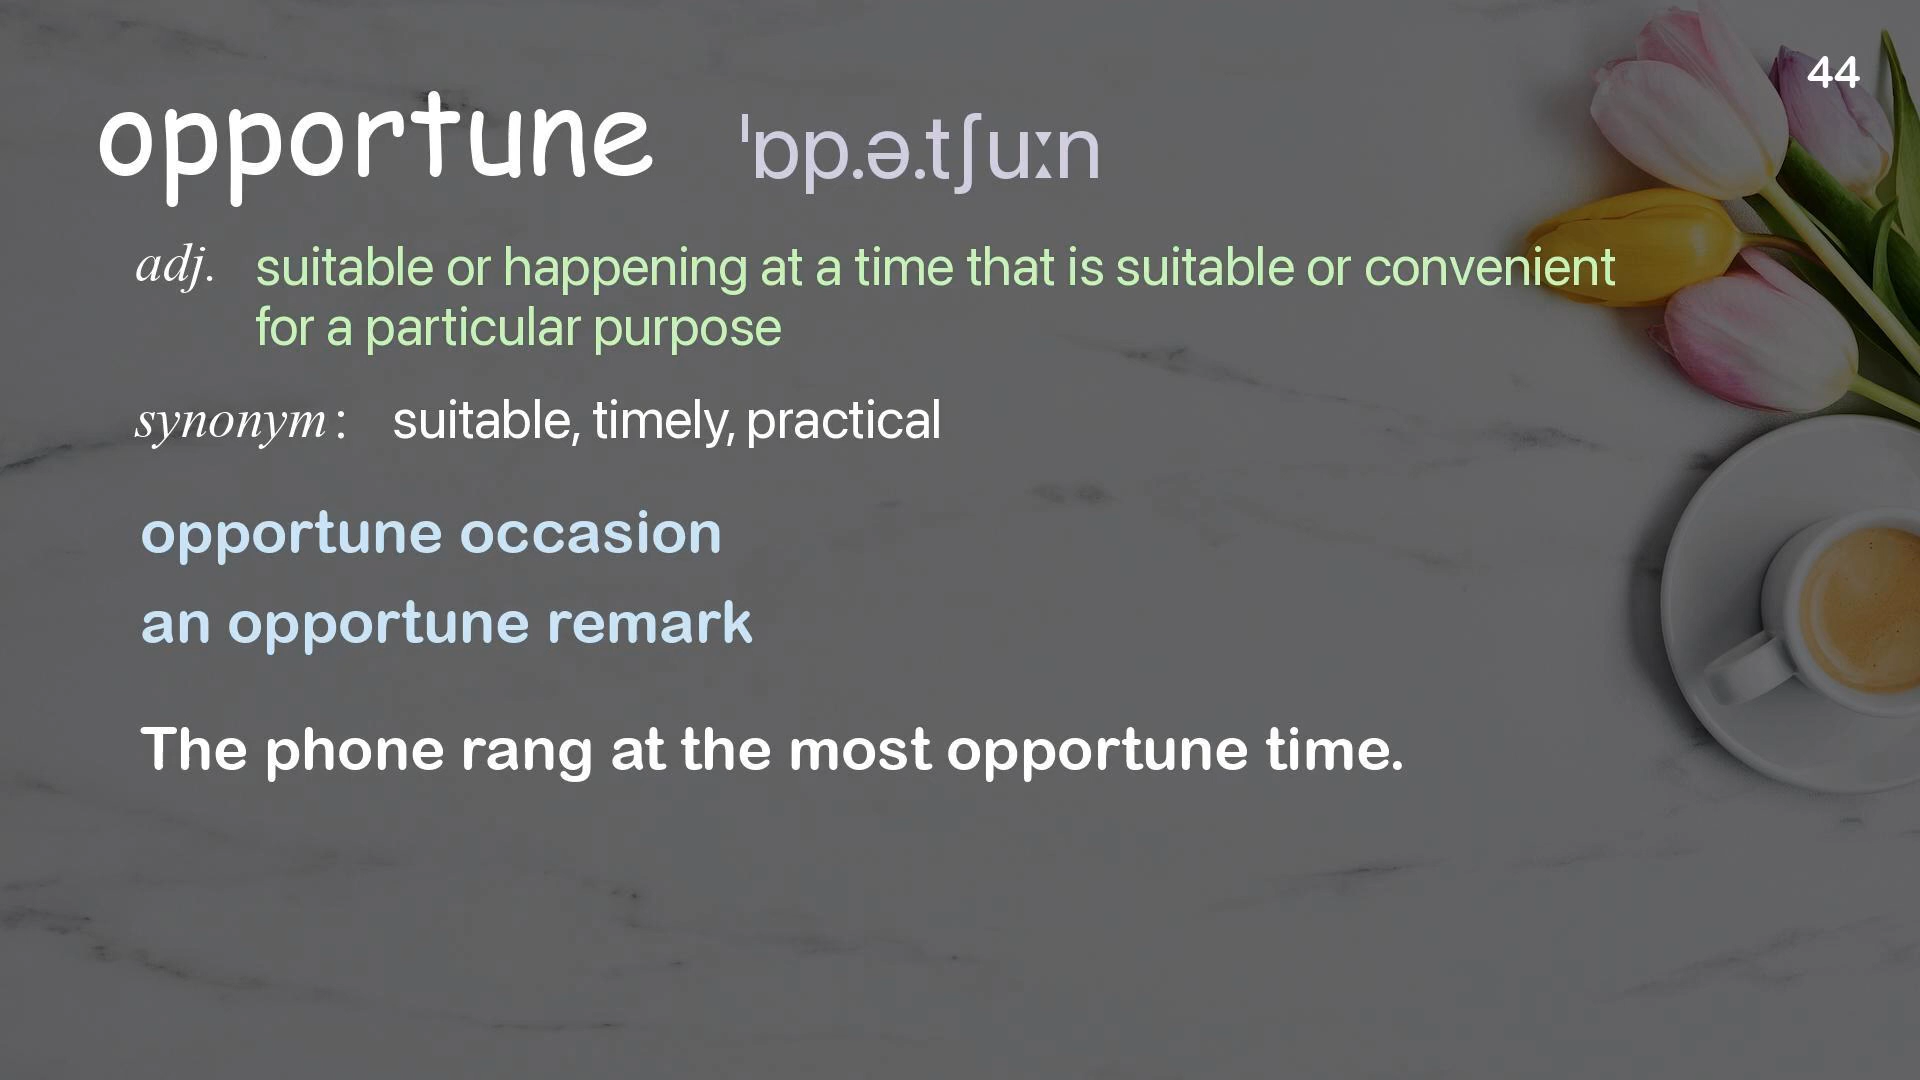 44
opportune ˈɒp.ə.tʃuːn
adj. suitable or happening at a time that is suitable or convenient
for a particular purpose
synonym: suitable, timely, practical
opportune occasion
an opportune remark
The phone rang at the most opportune time.